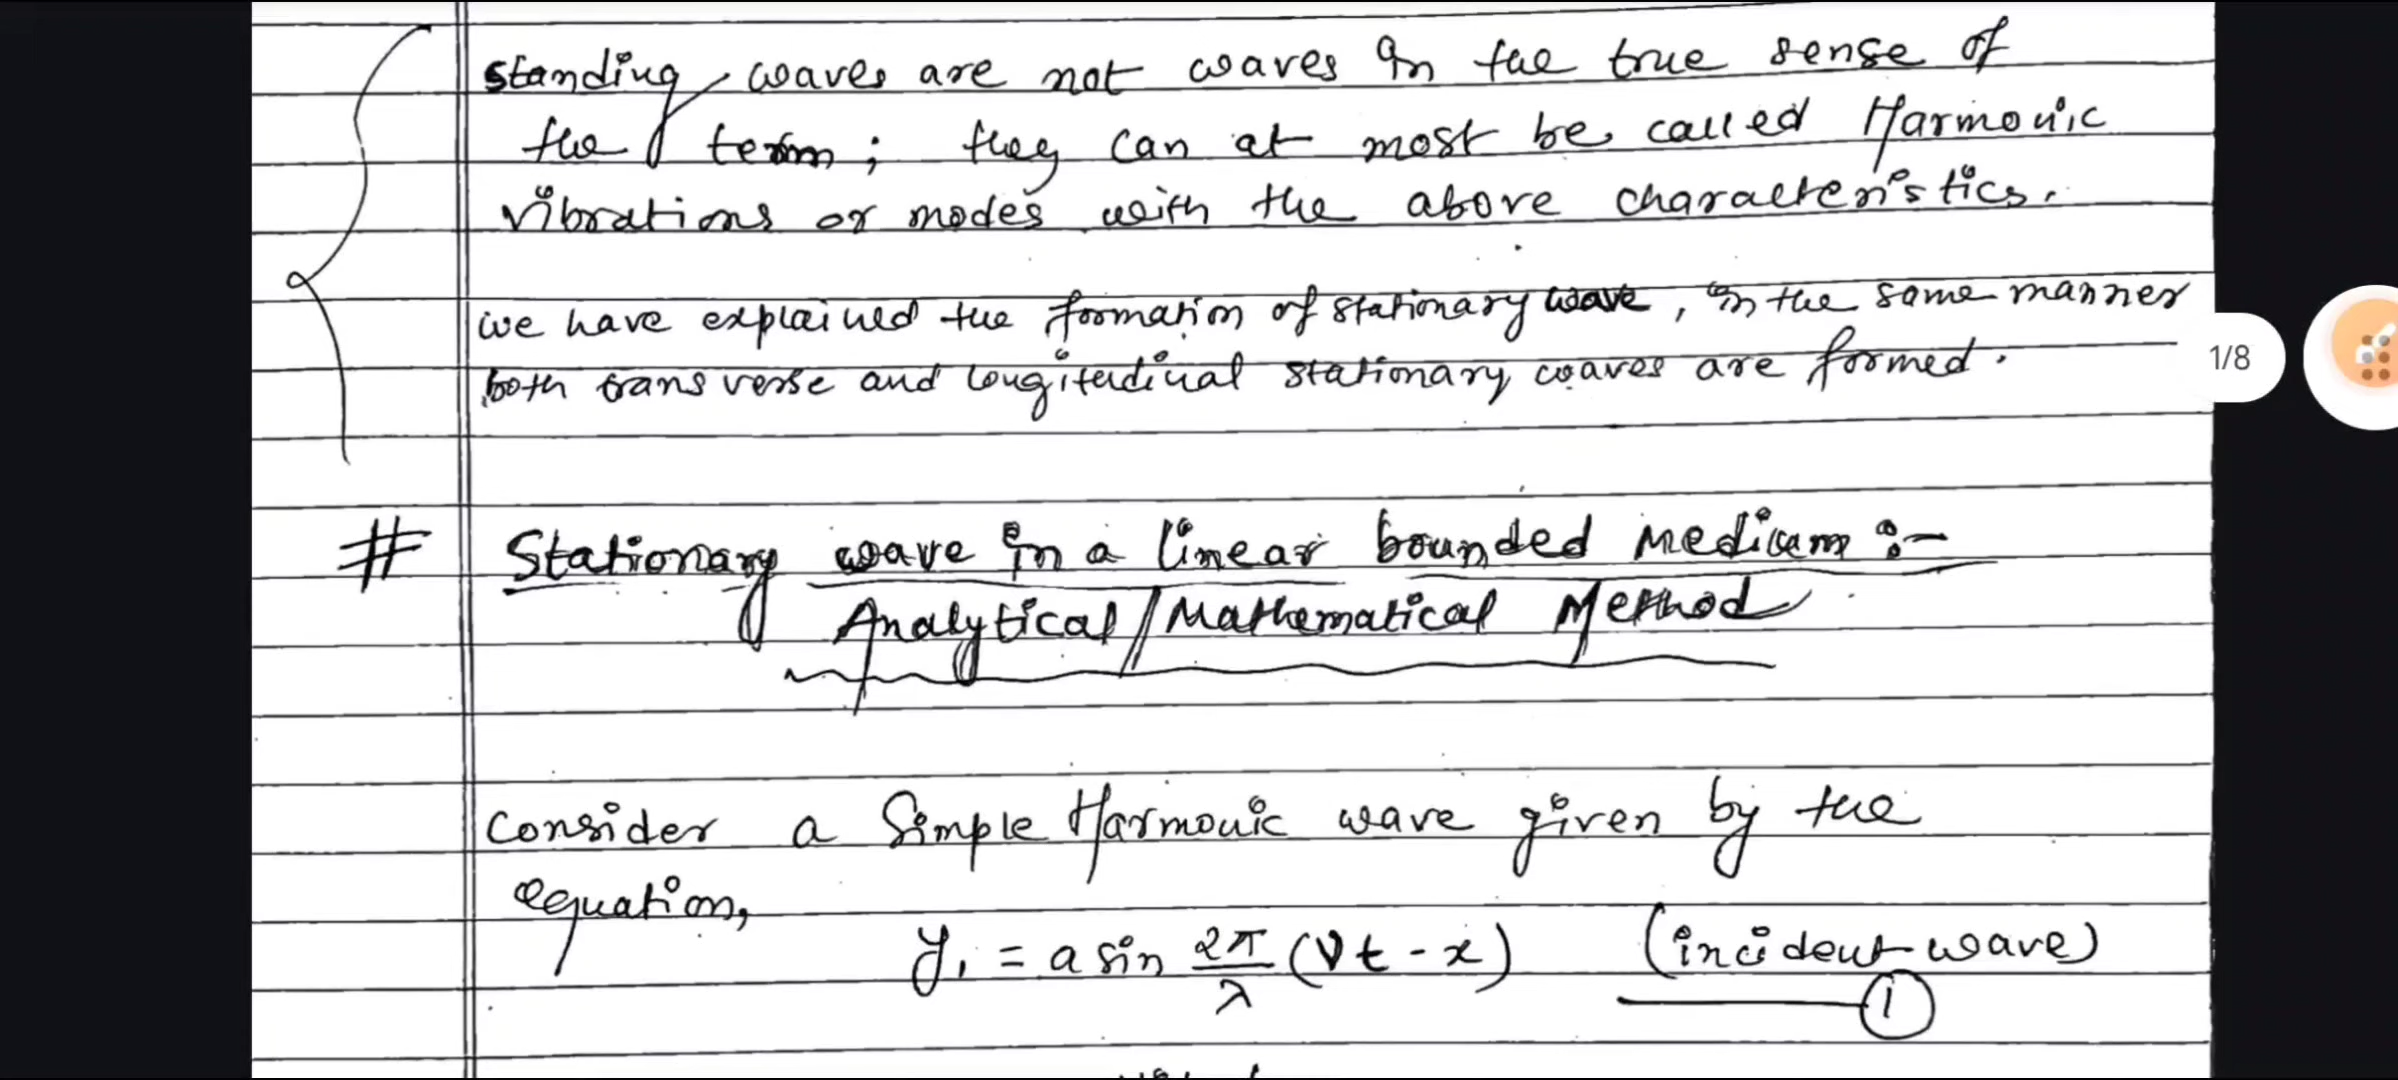 standing waves are not waves in the true sense of
the term; they can at most be called Harmonic
vibrations or modes with the above characteristics.
we have explained the formation of stationary wave, in the same manner
both transverse and longitudinal stationary waves are formed.
1/8
# Stationary wave in a linear bounded medium :-
Analytical/Mathematical Method
Consider a Simple Harmonic wave given by the
equation,
y₁ = a sin 2π/λ (Vt - x) (incident wave)
①